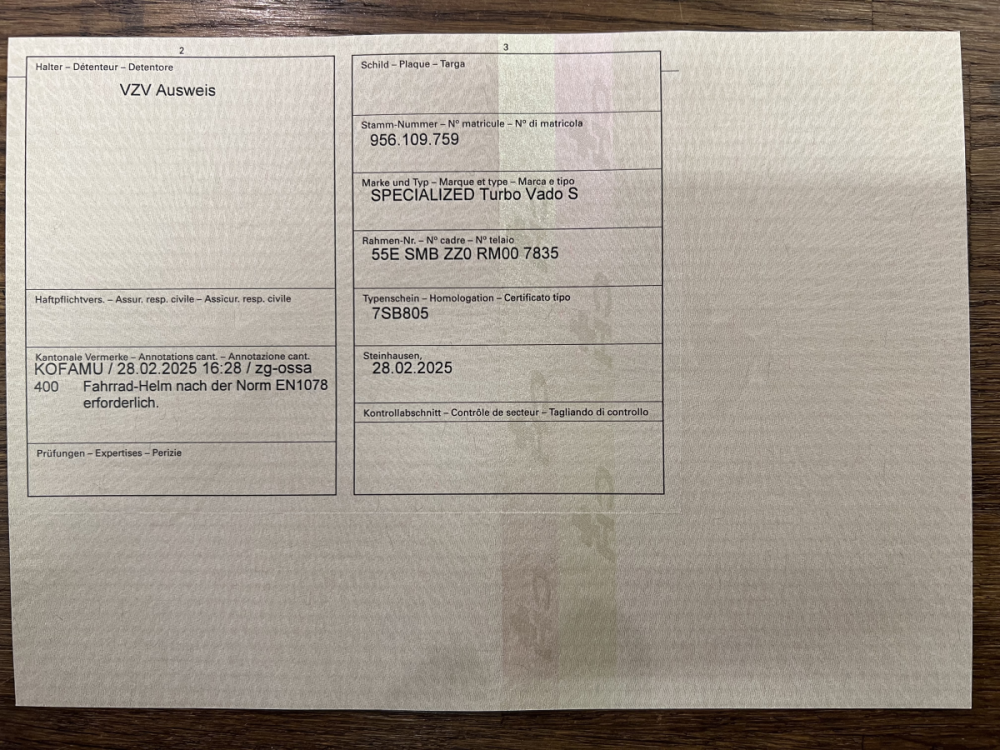 2
Halter – Détenteur – Detentore
VZV Ausweis
Haftpflichtvers. – Assur. resp. civile – Assicur. resp. civile
Kantonale Vermerke – Annotations cant. – Annotazione cant.
KOFAMU / 28.02.2025 16:28 / zg-ossa
400 Fahrrad-Helm nach der Norm EN1078
erforderlich.
Prüfungen – Expertises – Perizie
3
Schild – Plaque – Targa
Stamm-Nummer – Nº matricule – Nº di matricola
956.109.759
Marke und Typ – Marque et type – Marca e tipo
SPECIALIZED Turbo Vado S
Rahmen-Nr. – Nº cadre – Nº telaio
55E SMB ZZ0 RM00 7835
Typenschein – Homologation – Certificato tipo
7SB805
Steinhausen,
28.02.2025
Kontrollabschnitt – Contrôle de secteur – Tagliando di controllo